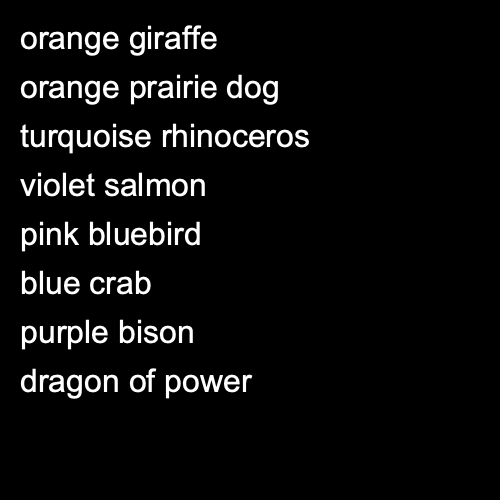 orange giraffe
orange prairie dog
turquoise rhinoceros
violet salmon
pink bluebird
blue crab
purple bison
dragon of power